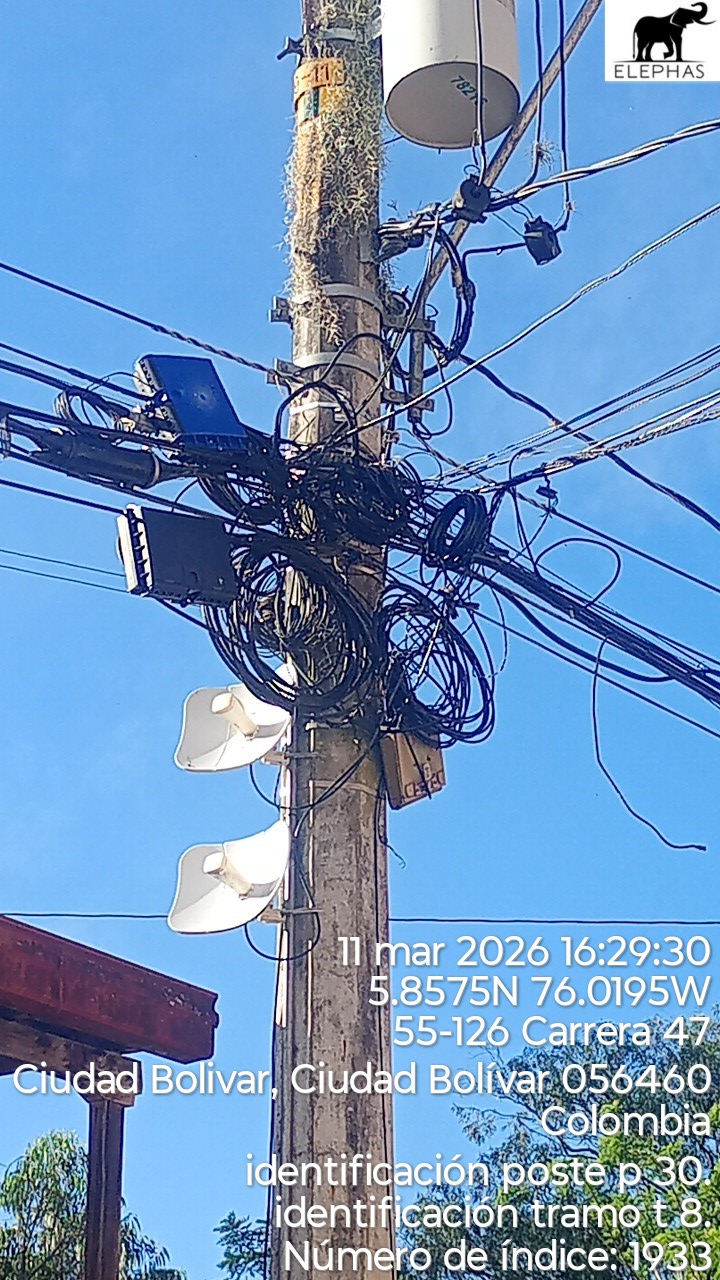 ELEPHAS
11 mar 2026 16:29:30
5.8575N 76.0195W
55-126 Carrera 47
Ciudad Bolivar, Ciudad Bolívar 056460
Colombia
identificación poste p 30.
identificación tramo t 8.
Número de índice: 1933